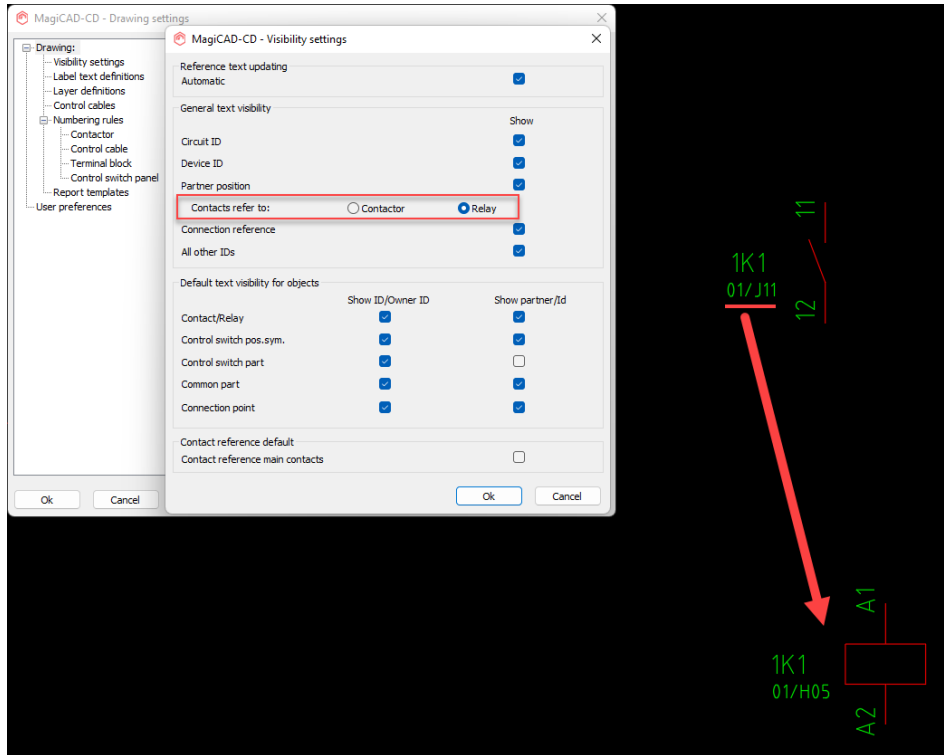 MagiCAD-CD - Drawing settings
Drawing:
Visibility settings
Label text definitions
Layer definitions
Control cables
Numbering rules
Contactor
Control cable
Terminal block
Control switch panel
Report templates
User preferences
Ok Cancel
MagiCAD-CD - Visibility settings
Reference text updating
Automatic
General text visibility
Show
Circuit ID
Device ID
Partner position
Contacts refer to: Contactor Relay
Connection reference
All other IDs
Default text visibility for objects
Show ID/Owner ID Show partner/Id
Contact/Relay
Control switch pos.sym.
Control switch part
Common part
Connection point
Contact reference default
Contact reference main contacts
Ok Cancel
11
1K1
01/J11
12
A1
1K1
01/H05
A2